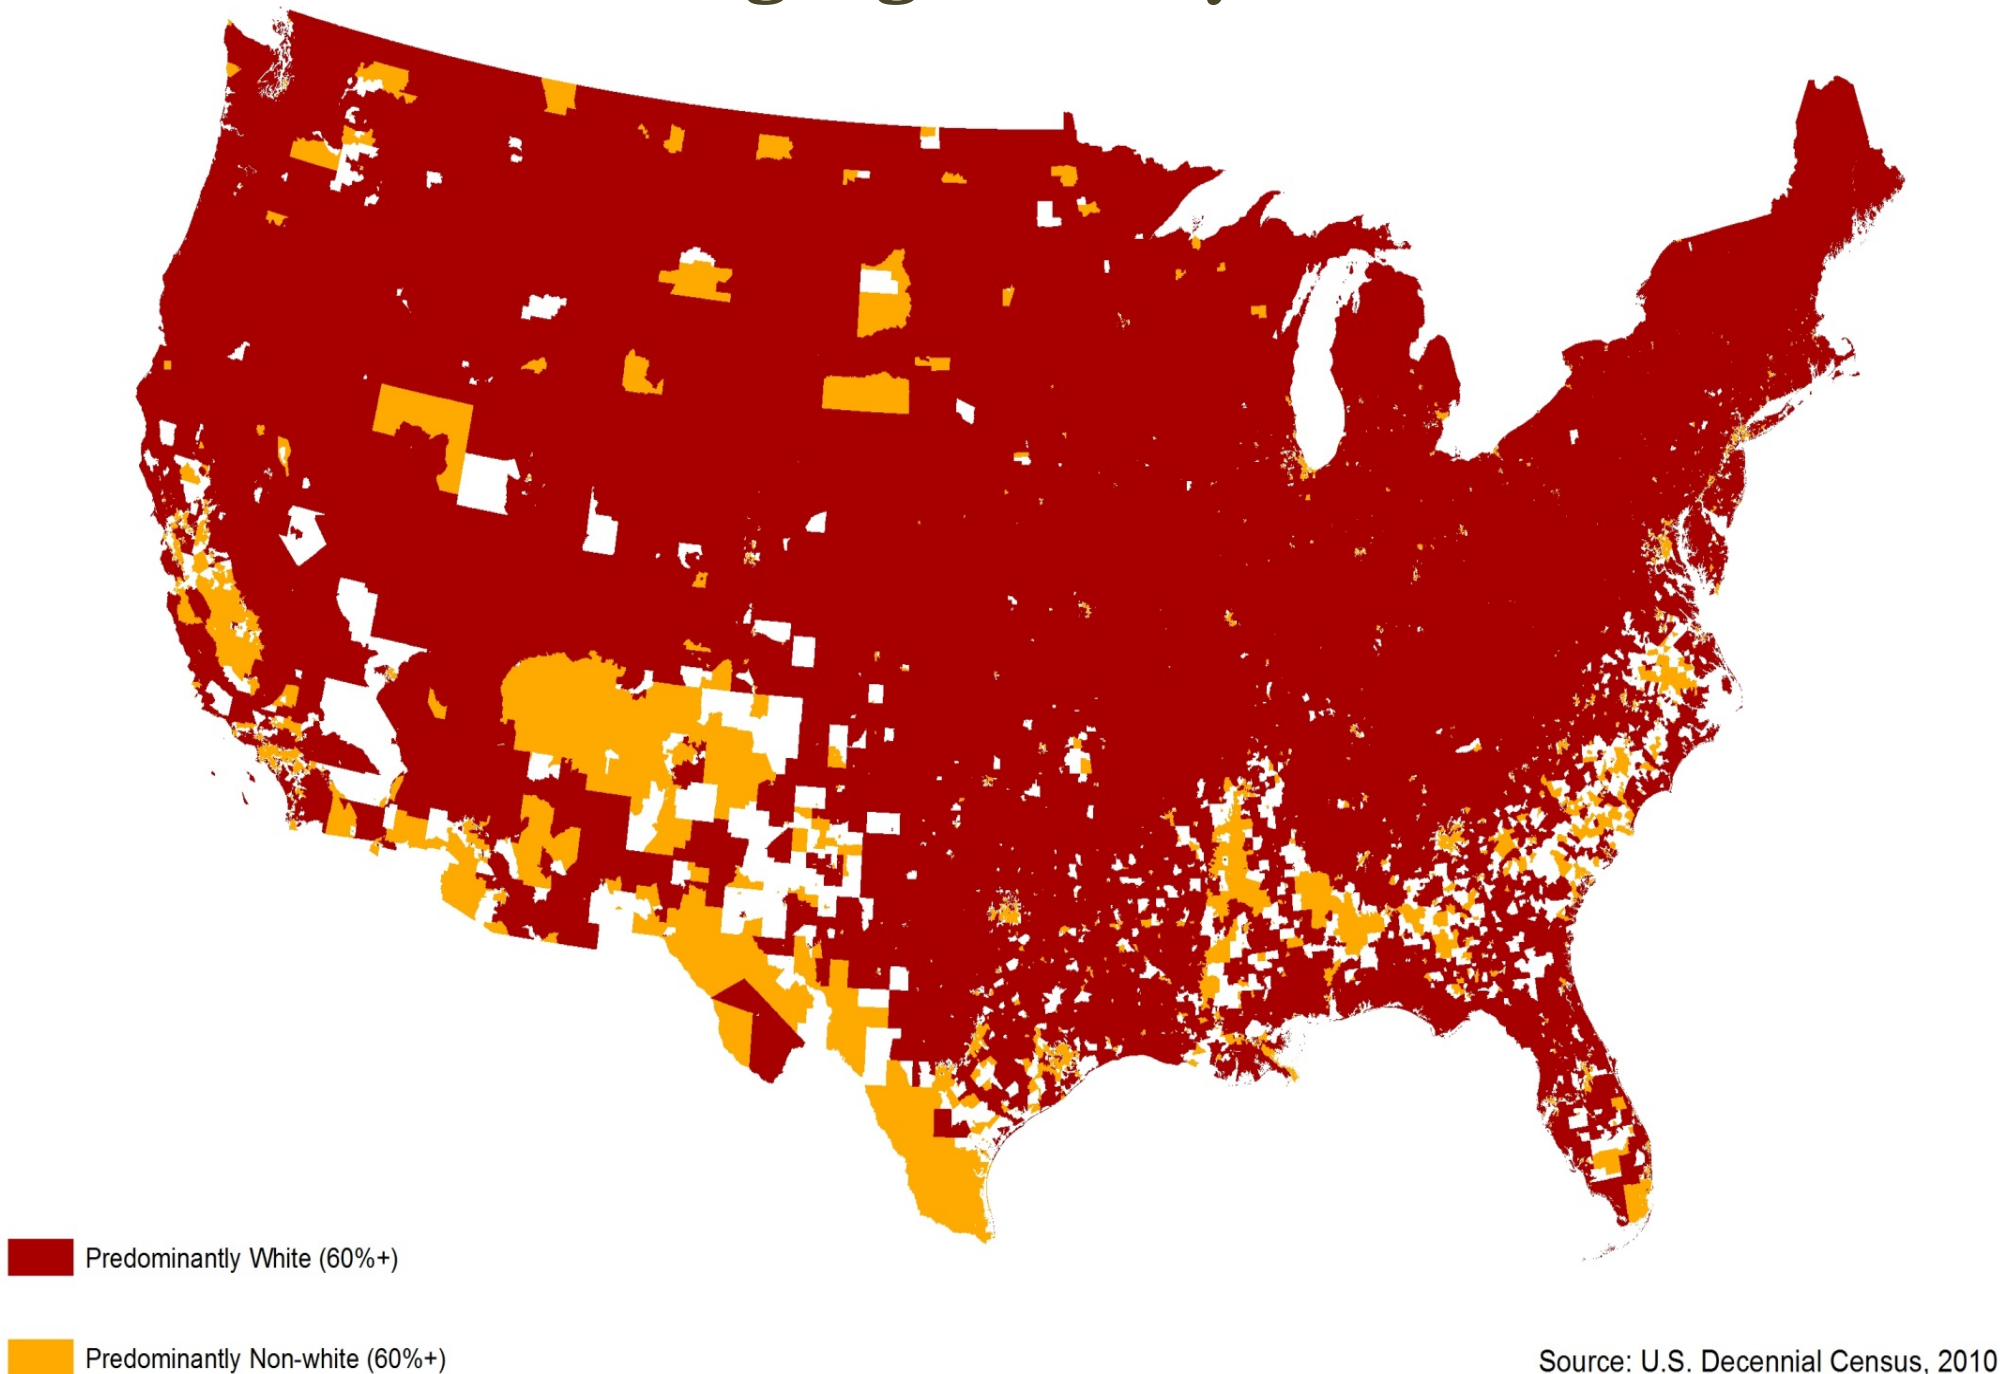 Predominantly White (60%+)
Predominantly Non-white (60%+)
Source: U.S. Decennial Census, 2010